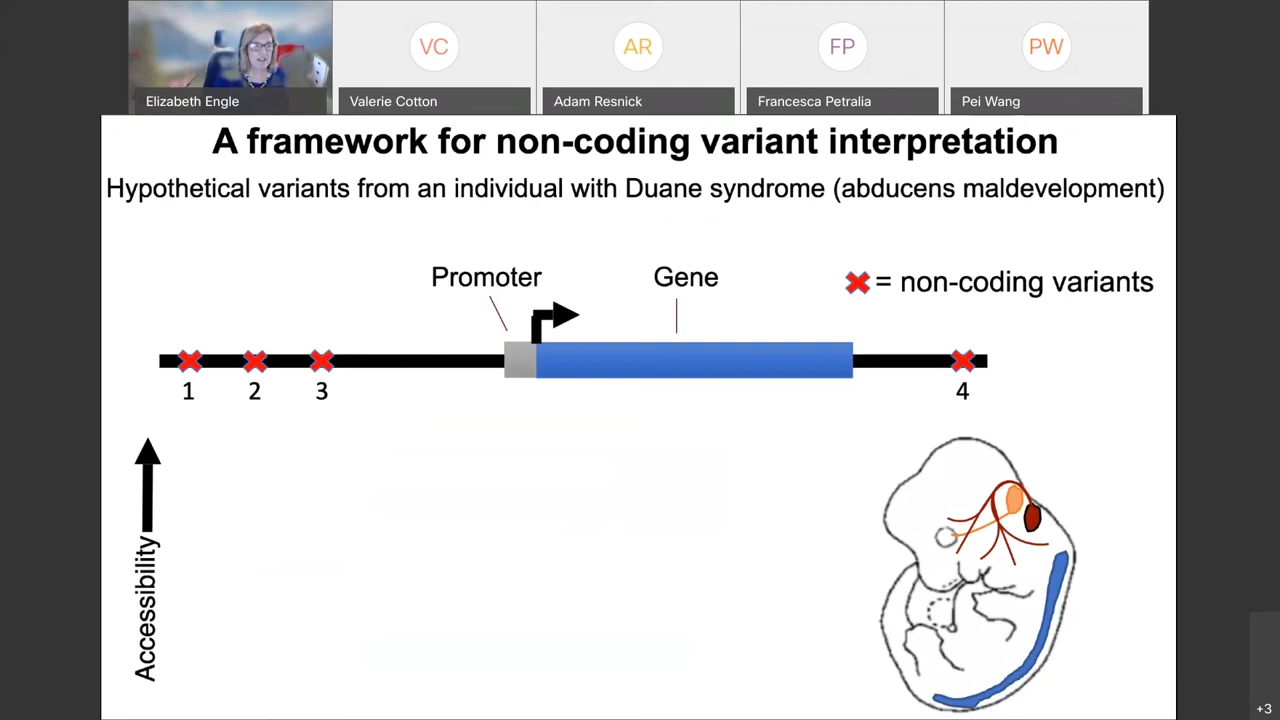 VC
AR
FP
PW
Elizabeth Engle
Valerie Cotton
Adam Resnick
Francesca Petralia
Pei Wang
A framework for non-coding variant interpretation
Hypothetical variants from an individual with Duane syndrome (abducens maldevelopment)
Promoter
Gene
= non-coding variants
1
2
3
4
Accessibility
+3